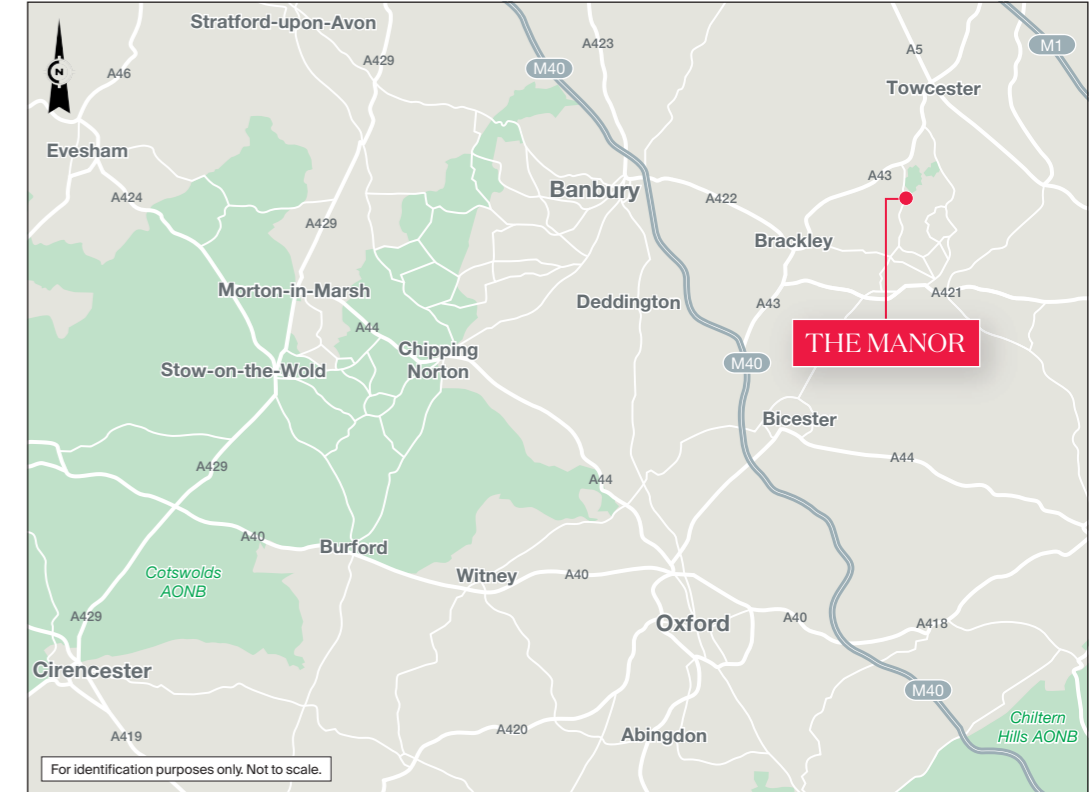 Stratford-upon-Avon
A423
A5
M1
A429
M40
N
A46
Towcester
Evesham
A43
Banbury
A424
A422
A429
Brackley
Morton-in-Marsh
Deddington
A421
A43
A44
THE MANOR
Chipping
Norton
Stow-on-the-Wold
M40
Bicester
A429
A44
A44
A40
Burford
Cotswolds
AONB
Witney
A40
A429
Oxford
A40
A418
Cirencester
M40
Chiltern
Hills AONB
A419
A420
Abingdon
For identification purposes only. Not to scale.